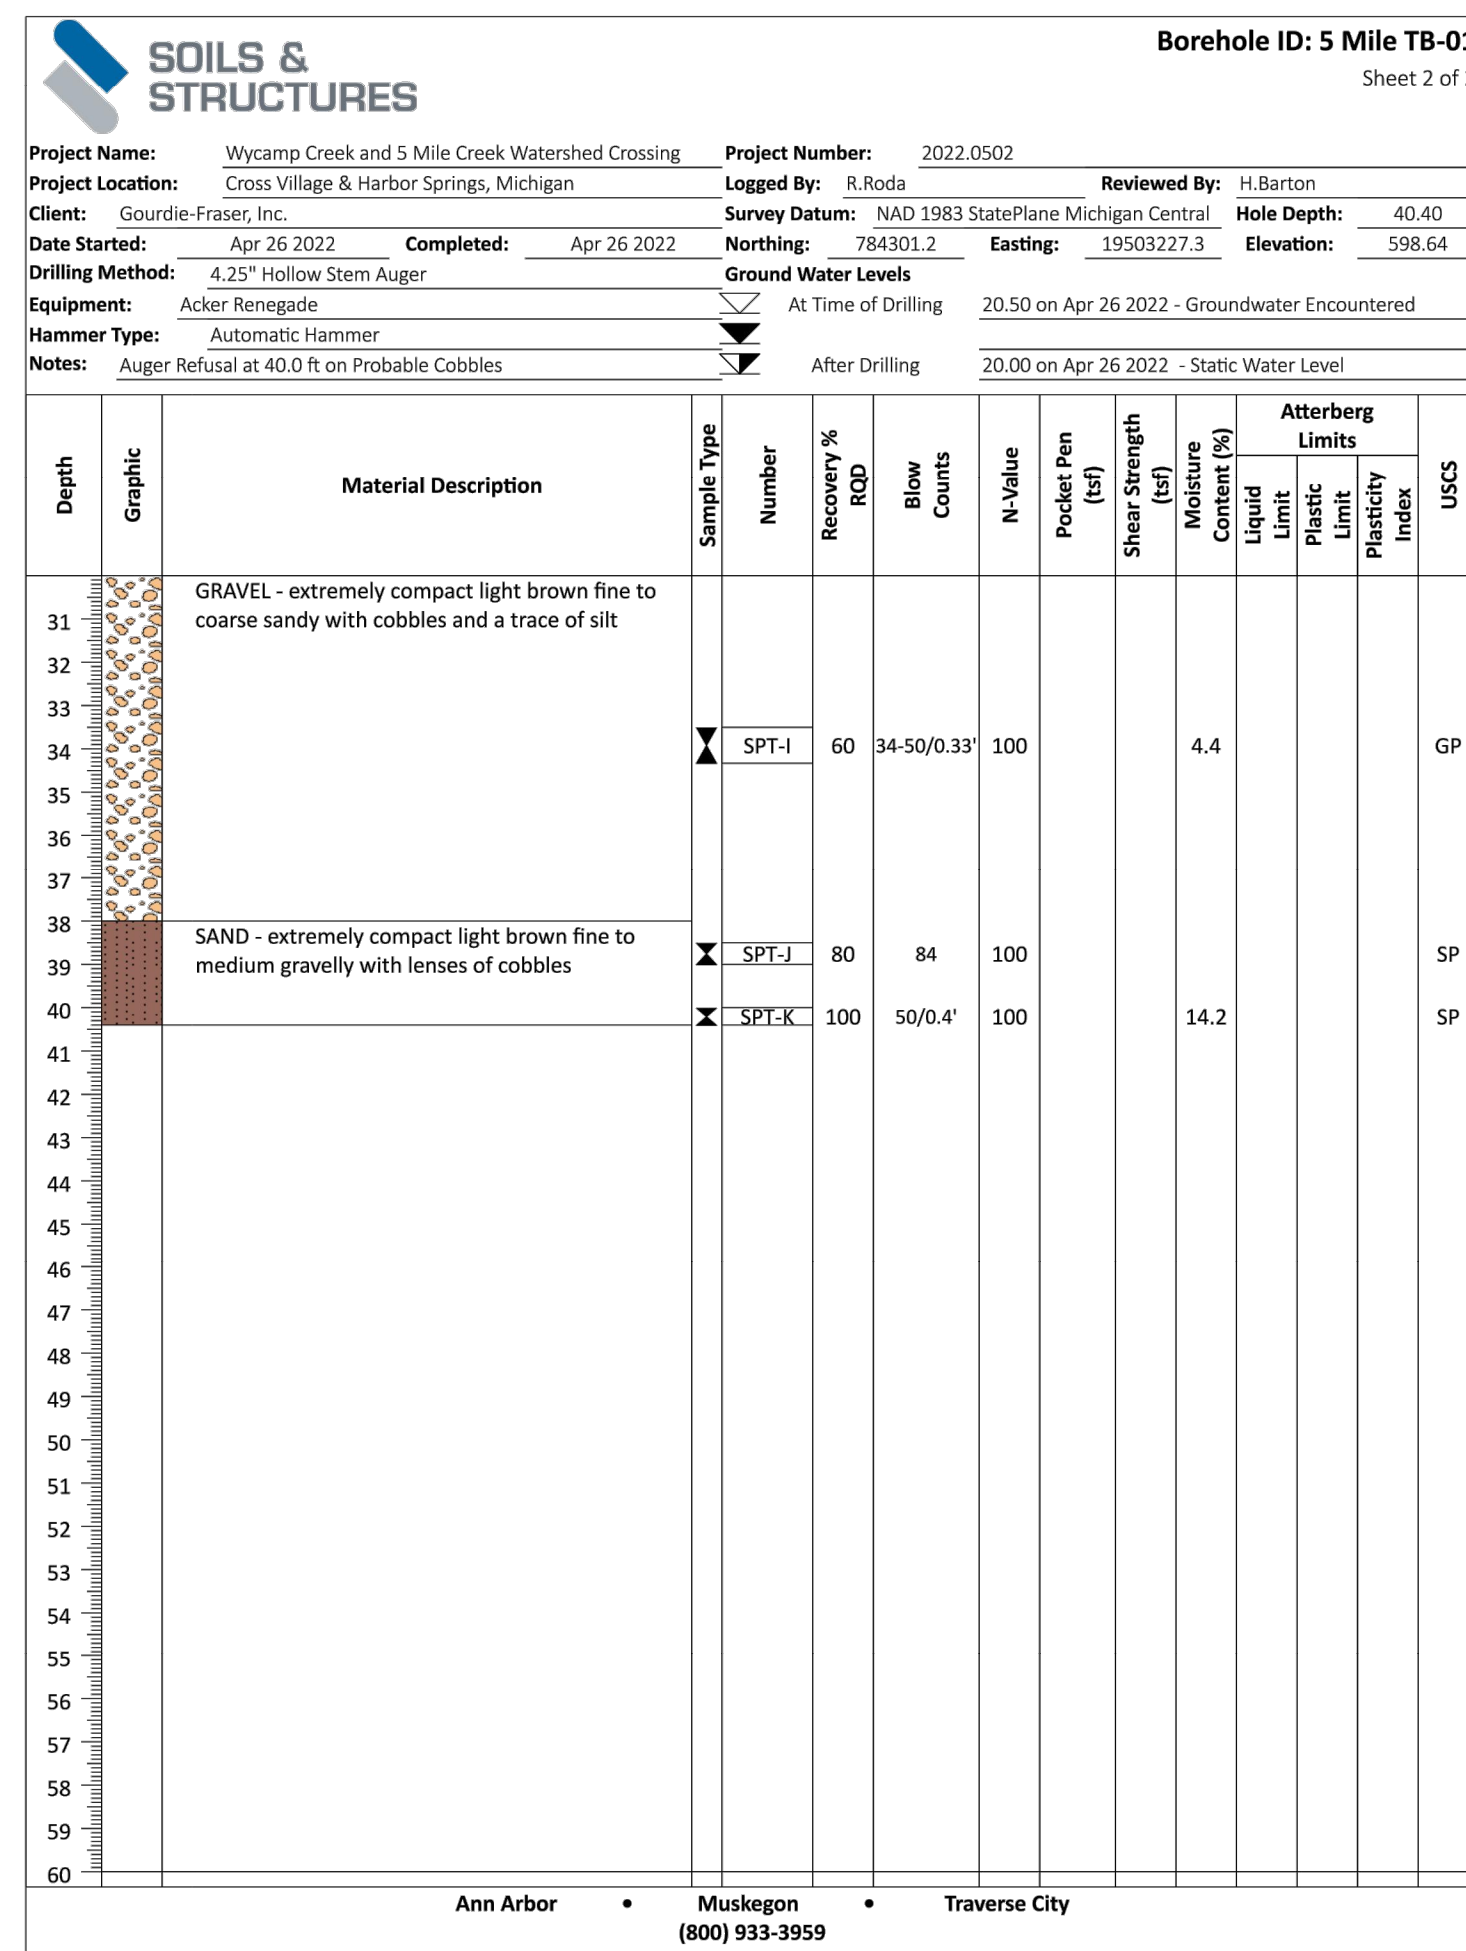 SOILS &
STRUCTURES
Borehole ID: 5 Mile TB-01
Sheet 2 of
Project Name: Wycamp Creek and 5 Mile Creek Watershed Crossing Project Number: 2022.0502
Project Location: Cross Village & Harbor Springs, Michigan Logged By: R.Roda Reviewed By: H.Barton
Client: Gourdie-Fraser, Inc. Survey Datum: NAD 1983 StatePlane Michigan Central Hole Depth: 40.40
Date Started: Apr 26 2022 Completed: Apr 26 2022 Northing: 784301.2 Easting: 19503227.3 Elevation: 598.64
Drilling Method: 4.25" Hollow Stem Auger Ground Water Levels
Equipment: Acker Renegade At Time of Drilling 20.50 on Apr 26 2022 - Groundwater Encountered
Hammer Type: Automatic Hammer
Notes: Auger Refusal at 40.0 ft on Probable Cobbles After Drilling 20.00 on Apr 26 2022 - Static Water Level
Depth
Graphic
Material Description
Sample Type
Number
Recovery %
RQD
Blow
Counts
N-Value
Pocket Pen
(tsf)
Shear Strength
(tsf)
Moisture
Content (%)
Atterberg
Limits
Liquid
Limit
Plastic
Limit
Plasticity
Index
USCS
GRAVEL - extremely compact light brown fine to
31 coarse sandy with cobbles and a trace of silt
32
33
34 SPT-I 60 34-50/0.33' 100 4.4 GP
35
36
37
38
SAND - extremely compact light brown fine to
39 medium gravelly with lenses of cobbles SPT-J 80 84 100 SP
40 SPT-K 100 50/0.4' 100 14.2 SP
41
42
43
44
45
46
47
48
49
50
51
52
53
54
55
56
57
58
59
60
Ann Arbor • Muskegon • Traverse City
(800) 933-3959